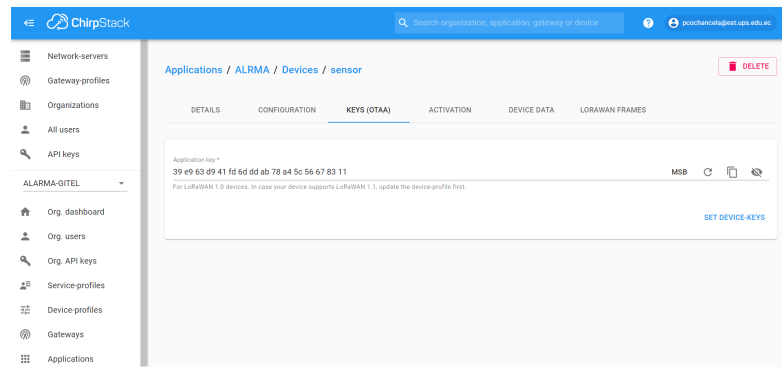 ChirpStack
Search organization, application, gateway or device
?
pcochancela@est.ups.edu.ec
Network-servers
Gateway-profiles
Organizations
All users
API keys
ALARMA-GITEL
Org. dashboard
Org. users
Org. API keys
Service-profiles
Device-profiles
Gateways
Applications
Applications / ALRMA / Devices / sensor
DELETE
DETAILS CONFIGURATION KEYS (OTAA) ACTIVATION DEVICE DATA LORAWAN FRAMES
Application key *
39 e9 63 d9 41 fd 6d dd ab 78 a4 5c 56 67 83 11 MSB
For LoRaWAN 1.0 devices. In case your device supports LoRaWAN 1.1, update the device-profile first.
SET DEVICE-KEYS